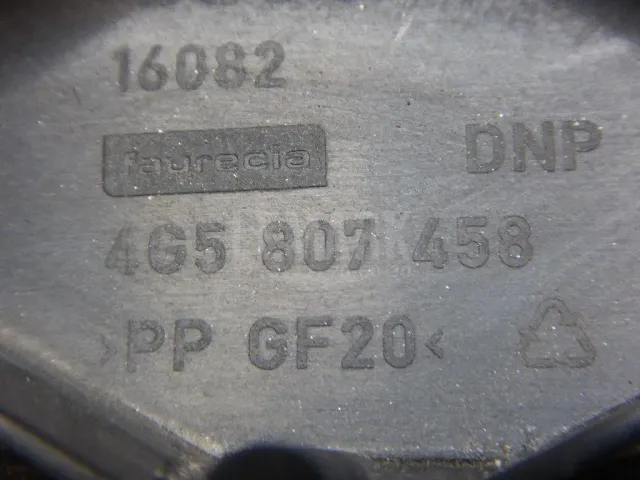 16082
faurecia DNP
4G5 807 458
>PP GF20<